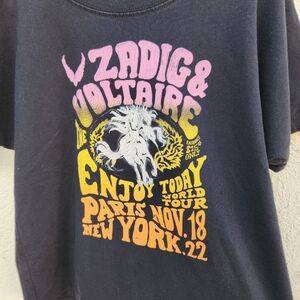 ZADIG &
VOLTAIRE
ENJOY TODAY
WORLD
TOUR
PARIS NOV. 18
NEW YORK. 22